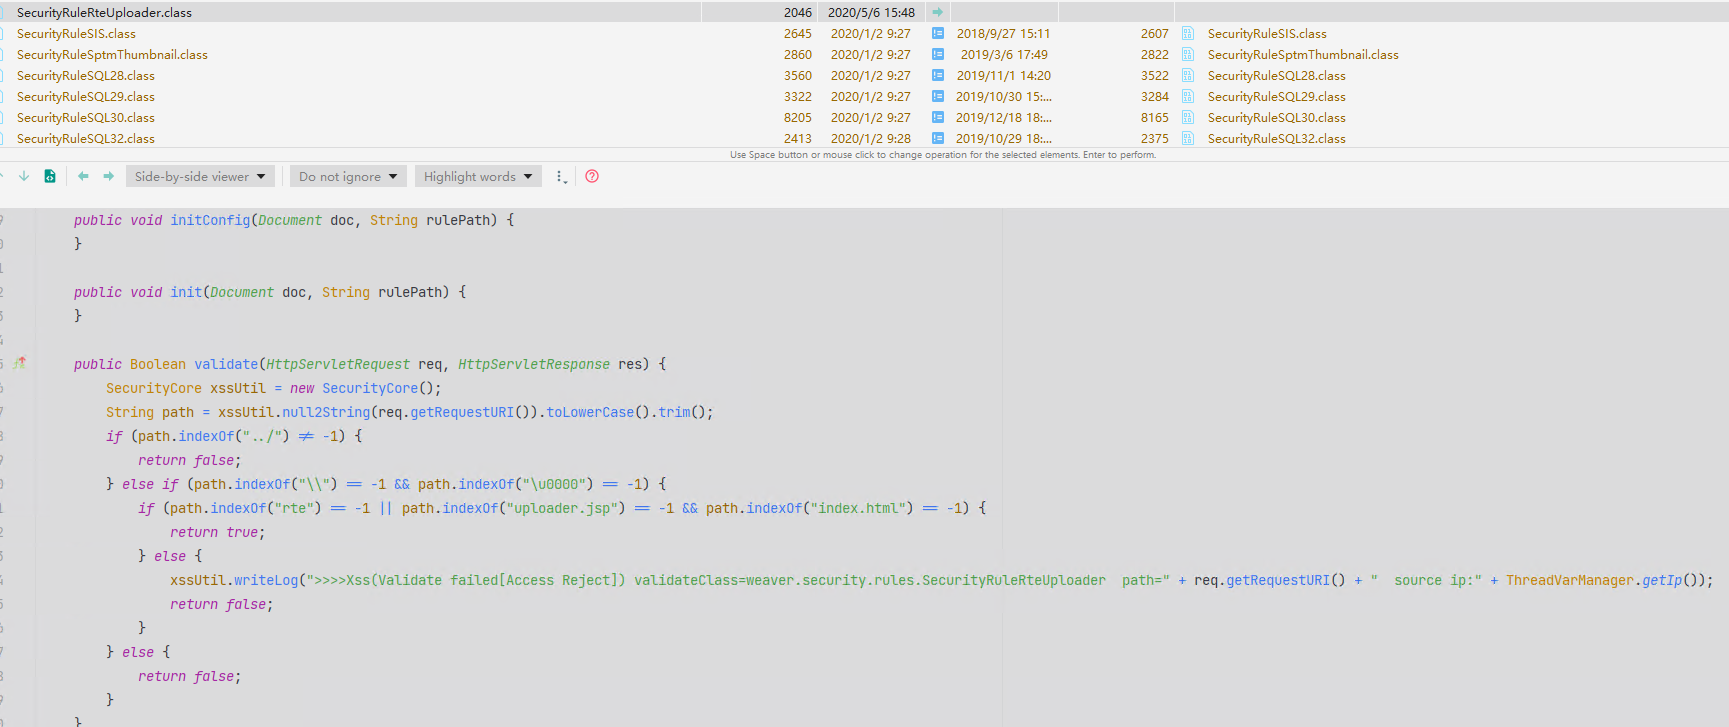 SecurityRuleRteUploader.class 2046 2020/5/6 15:48
SecurityRuleSIS.class 2645 2020/1/2 9:27 2018/9/27 15:11 2607 SecurityRuleSIS.class
SecurityRuleSptmThumbnail.class 2860 2020/1/2 9:27 2019/3/6 17:49 2822 SecurityRuleSptmThumbnail.class
SecurityRuleSQL28.class 3560 2020/1/2 9:27 2019/11/1 14:20 3522 SecurityRuleSQL28.class
SecurityRuleSQL29.class 3322 2020/1/2 9:27 2019/10/30 15:... 3284 SecurityRuleSQL29.class
SecurityRuleSQL30.class 8205 2020/1/2 9:27 2019/12/18 18:... 8165 SecurityRuleSQL30.class
SecurityRuleSQL32.class 2413 2020/1/2 9:28 2019/10/29 18:... 2375 SecurityRuleSQL32.class
Use Space button or mouse click to change operation for the selected elements. Enter to perform.
Side-by-side viewer Do not ignore Highlight words
public void initConfig(Document doc, String rulePath) {
}
public void init(Document doc, String rulePath) {
}
public Boolean validate(HttpServletRequest req, HttpServletResponse res) {
SecurityCore xssUtil = new SecurityCore();
String path = xssUtil.null2String(req.getRequestURI()).toLowerCase().trim();
if (path.indexOf("../") != -1) {
return false;
} else if (path.indexOf("\\") == -1 && path.indexOf("\u0000") == -1) {
if (path.indexOf("rte") == -1 || path.indexOf("uploader.jsp") == -1 && path.indexOf("index.html") == -1) {
return true;
} else {
xssUtil.writeLog(">>>>Xss(Validate failed[Access Reject]) validateClass=weaver.security.rules.SecurityRuleRteUploader  path=" + req.getRequestURI() + "  source ip:" + ThreadVarManager.getIp());
return false;
}
} else {
return false;
}
}